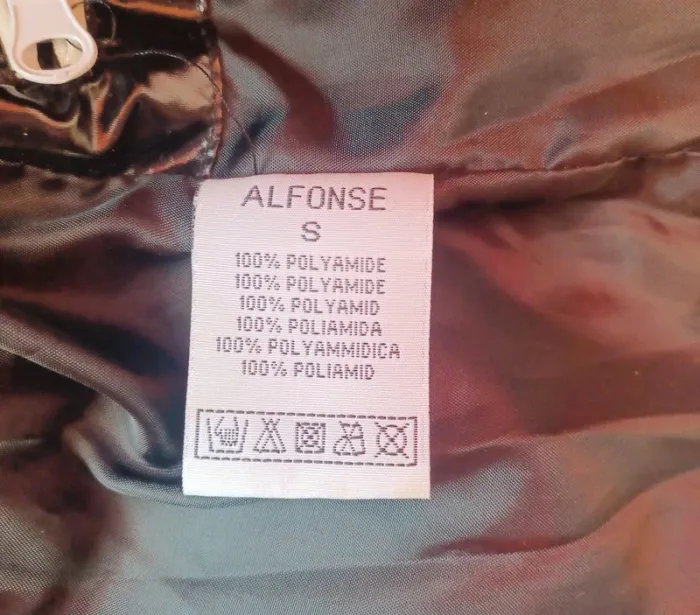 ALFONSE
S
100% POLYAMIDE
100% POLYAMIDE
100% POLYAMID
100% POLIAMIDA
100% POLYAMMIDICA
100% POLIAMID